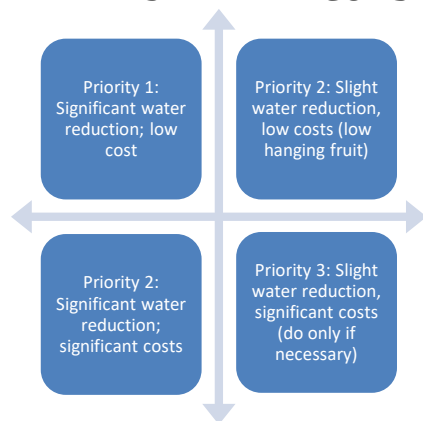 Priority 1:
Significant water
reduction; low
cost
Priority 2: Slight
water reduction,
low costs (low
hanging fruit)
Priority 2:
Significant water
reduction;
significant costs
Priority 3: Slight
water reduction,
significant costs
(do only if
necessary)